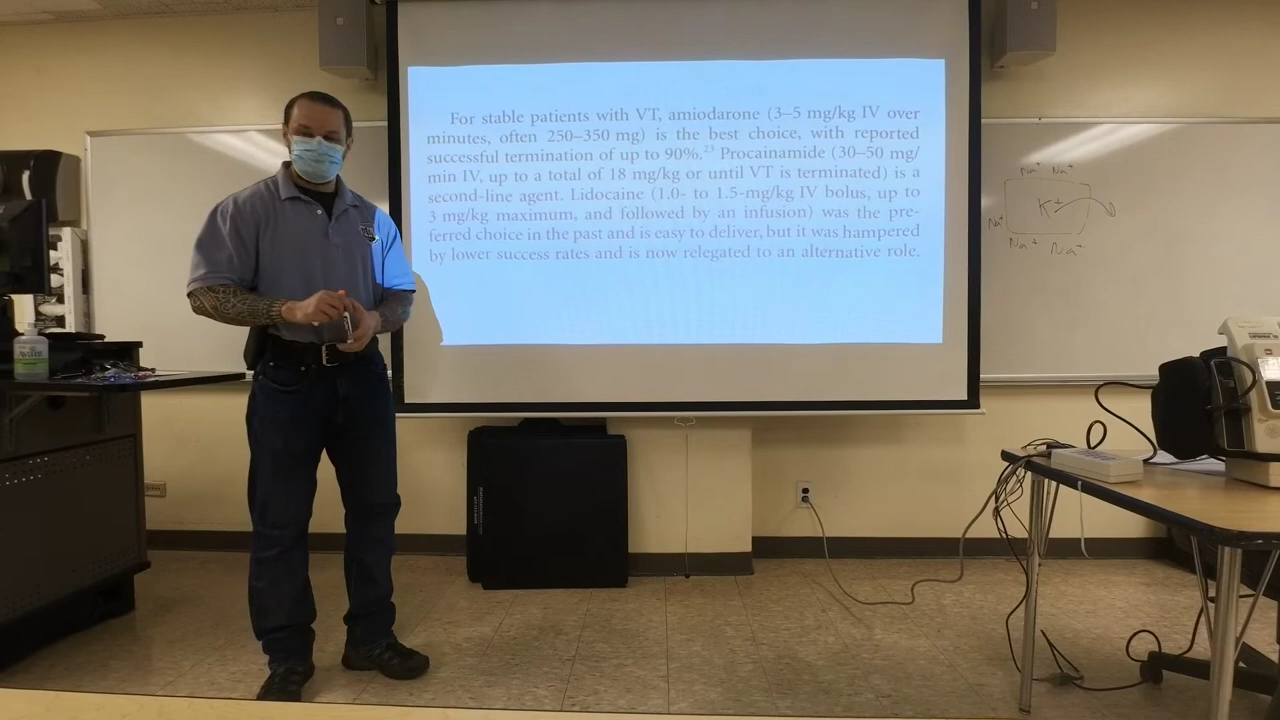 For stable patients with VT, amiodarone (3–5 mg/kg IV over
minutes, often 250–350 mg) is the best choice, with reported
successful termination of up to 90%.23 Procainamide (30–50 mg/
min IV, up to a total of 18 mg/kg or until VT is terminated) is a
second-line agent. Lidocaine (1.0- to 1.5-mg/kg IV bolus, up to
3 mg/kg maximum, and followed by an infusion) was the pre-
ferred choice in the past and is easy to deliver, but it was hampered
by lower success rates and is now relegated to an alternative role.
Na+ Na+
K+
Na+
Na+ Na+